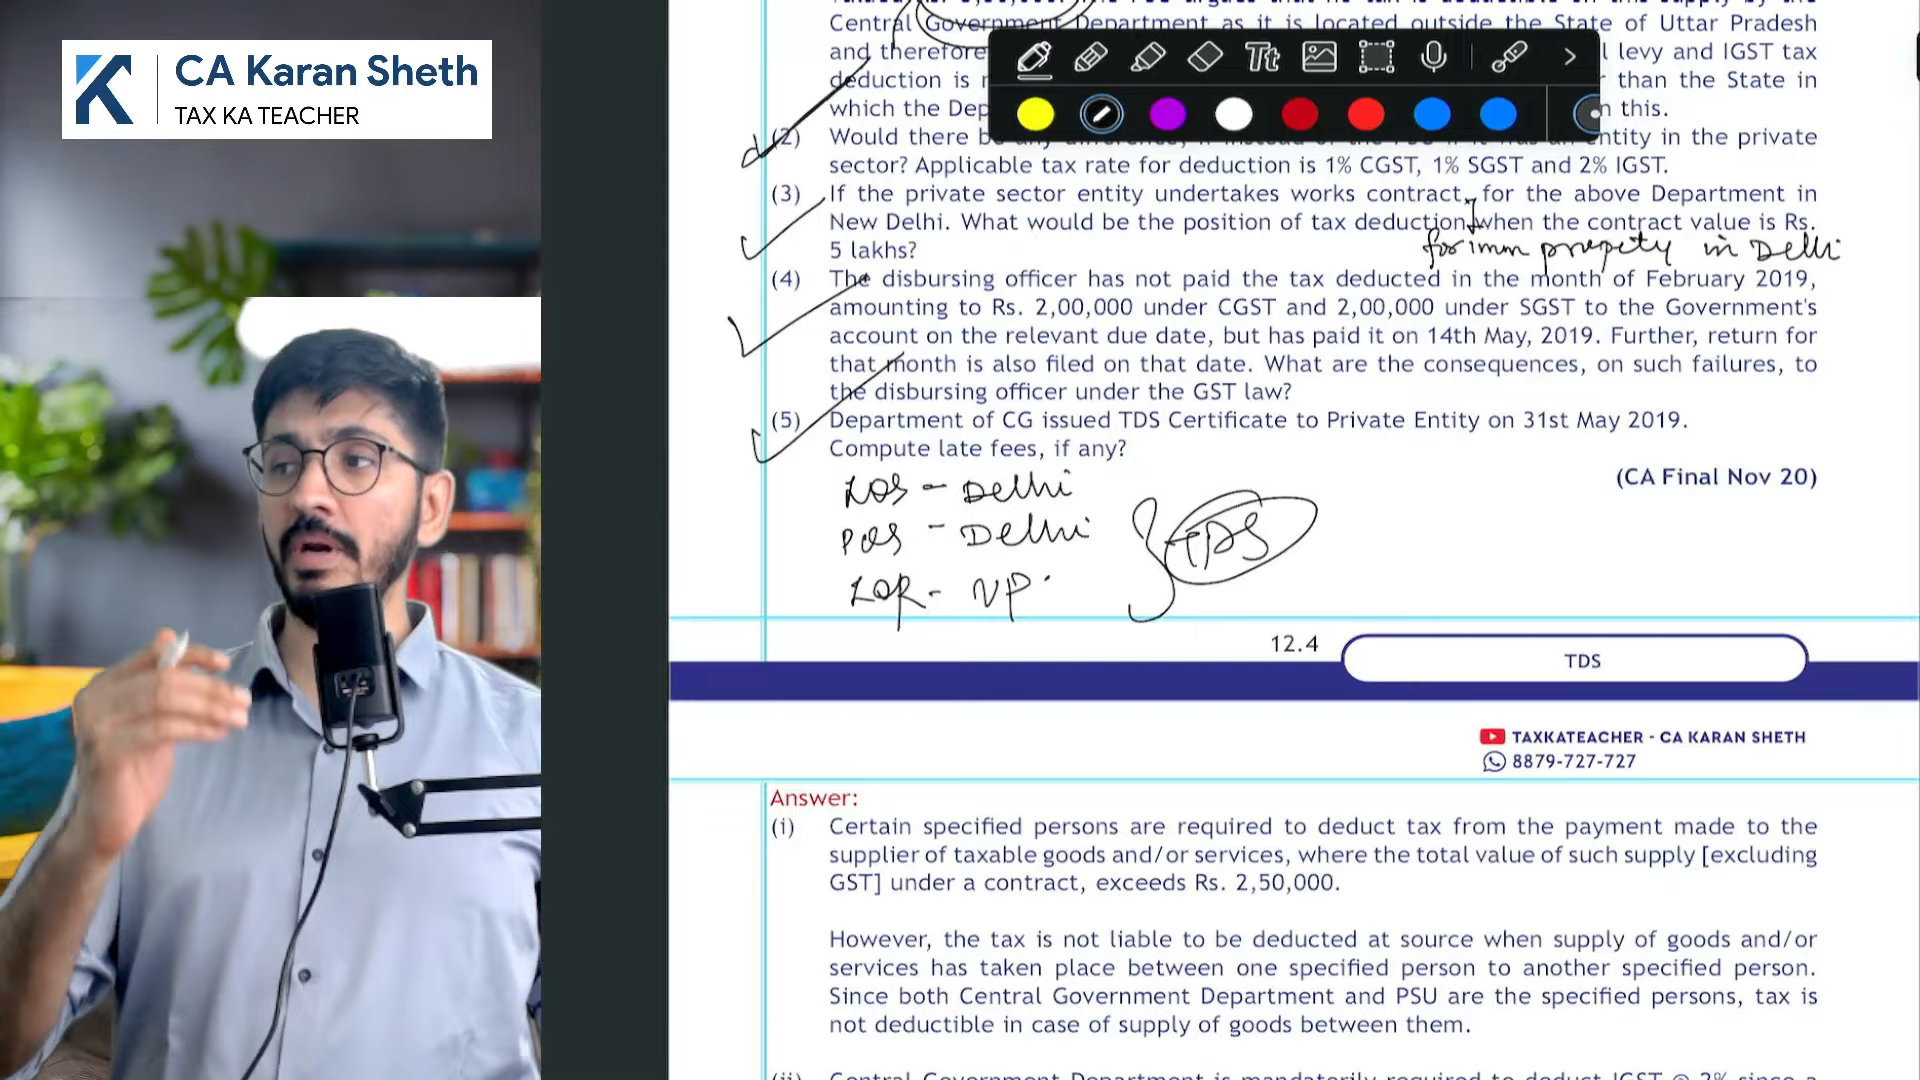 CA Karan Sheth
TAX KA TEACHER
Central Government Department as it is located outside the State of Uttar Pradesh
and therefore levy and IGST tax
deduction is than the State in
which the Dep this.
(2) Would there entity in the private
sector? Applicable tax rate for deduction is 1% CGST, 1% SGST and 2% IGST.
(3) If the private sector entity undertakes works contract, for the above Department in
New Delhi. What would be the position of tax deduction when the contract value is Rs.
5 lakhs?
for imm property in Delhi
(4) The disbursing officer has not paid the tax deducted in the month of February 2019,
amounting to Rs. 2,00,000 under CGST and 2,00,000 under SGST to the Government's
account on the relevant due date, but has paid it on 14th May, 2019. Further, return for
that month is also filed on that date. What are the consequences, on such failures, to
the disbursing officer under the GST law?
(5) Department of CG issued TDS Certificate to Private Entity on 31st May 2019.
Compute late fees, if any?
(CA Final Nov 20)
LOS - Delhi
POS - Delhi
LOR - UP
TDS
12.4
TDS
TAXKATEACHER - CA KARAN SHETH
8879-727-727
Answer:
(i) Certain specified persons are required to deduct tax from the payment made to the
supplier of taxable goods and/or services, where the total value of such supply [excluding
GST] under a contract, exceeds Rs. 2,50,000.
However, the tax is not liable to be deducted at source when supply of goods and/or
services has taken place between one specified person to another specified person.
Since both Central Government Department and PSU are the specified persons, tax is
not deductible in case of supply of goods between them.
(ii) Central Government Department is mandatorily required to deduct IGST @ 2% since a